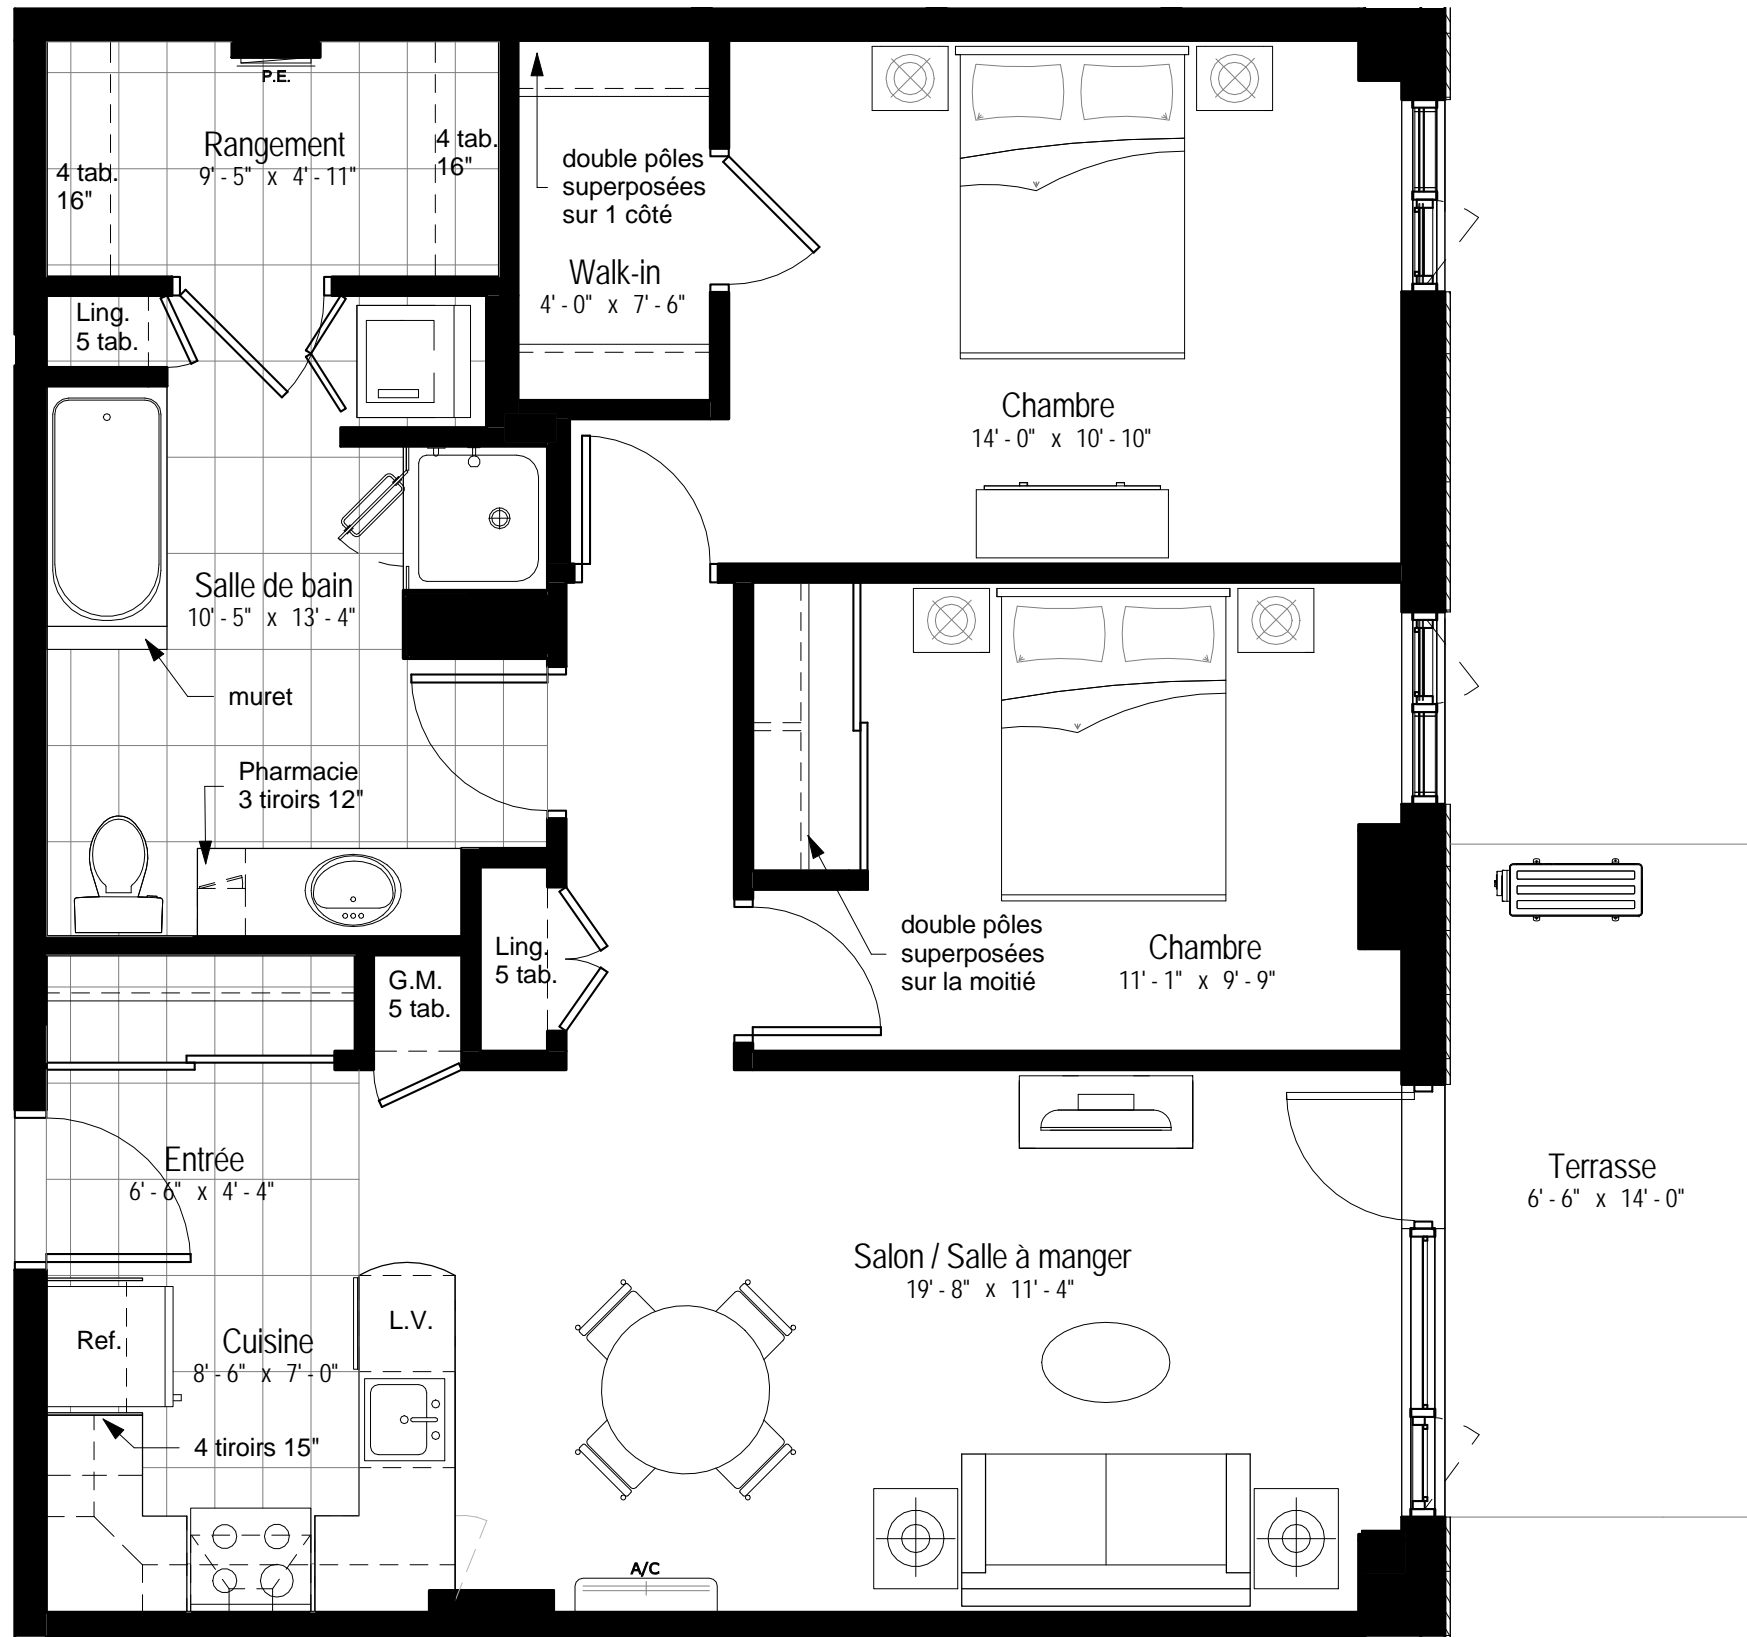 P.E.
Rangement
9' - 5" x 4' - 11"
4 tab.
16"
4 tab.
16"
double pôles
superposées
sur 1 côté
Walk-in
4' - 0" x 7' - 6"
Ling.
5 tab.
Chambre
14' - 0" x 10' - 10"
Salle de bain
10' - 5" x 13' - 4"
muret
Pharmacie
3 tiroirs 12"
double pôles
superposées
sur la moitié
Chambre
11' - 1" x 9' - 9"
Ling.
5 tab.
G.M.
5 tab.
Entrée
6' - 6" x 4' - 4"
Terrasse
6' - 6" x 14' - 0"
Salon / Salle à manger
19' - 8" x 11' - 4"
L.V.
Ref.
Cuisine
8' - 6" x 7' - 0"
4 tiroirs 15"
A/C